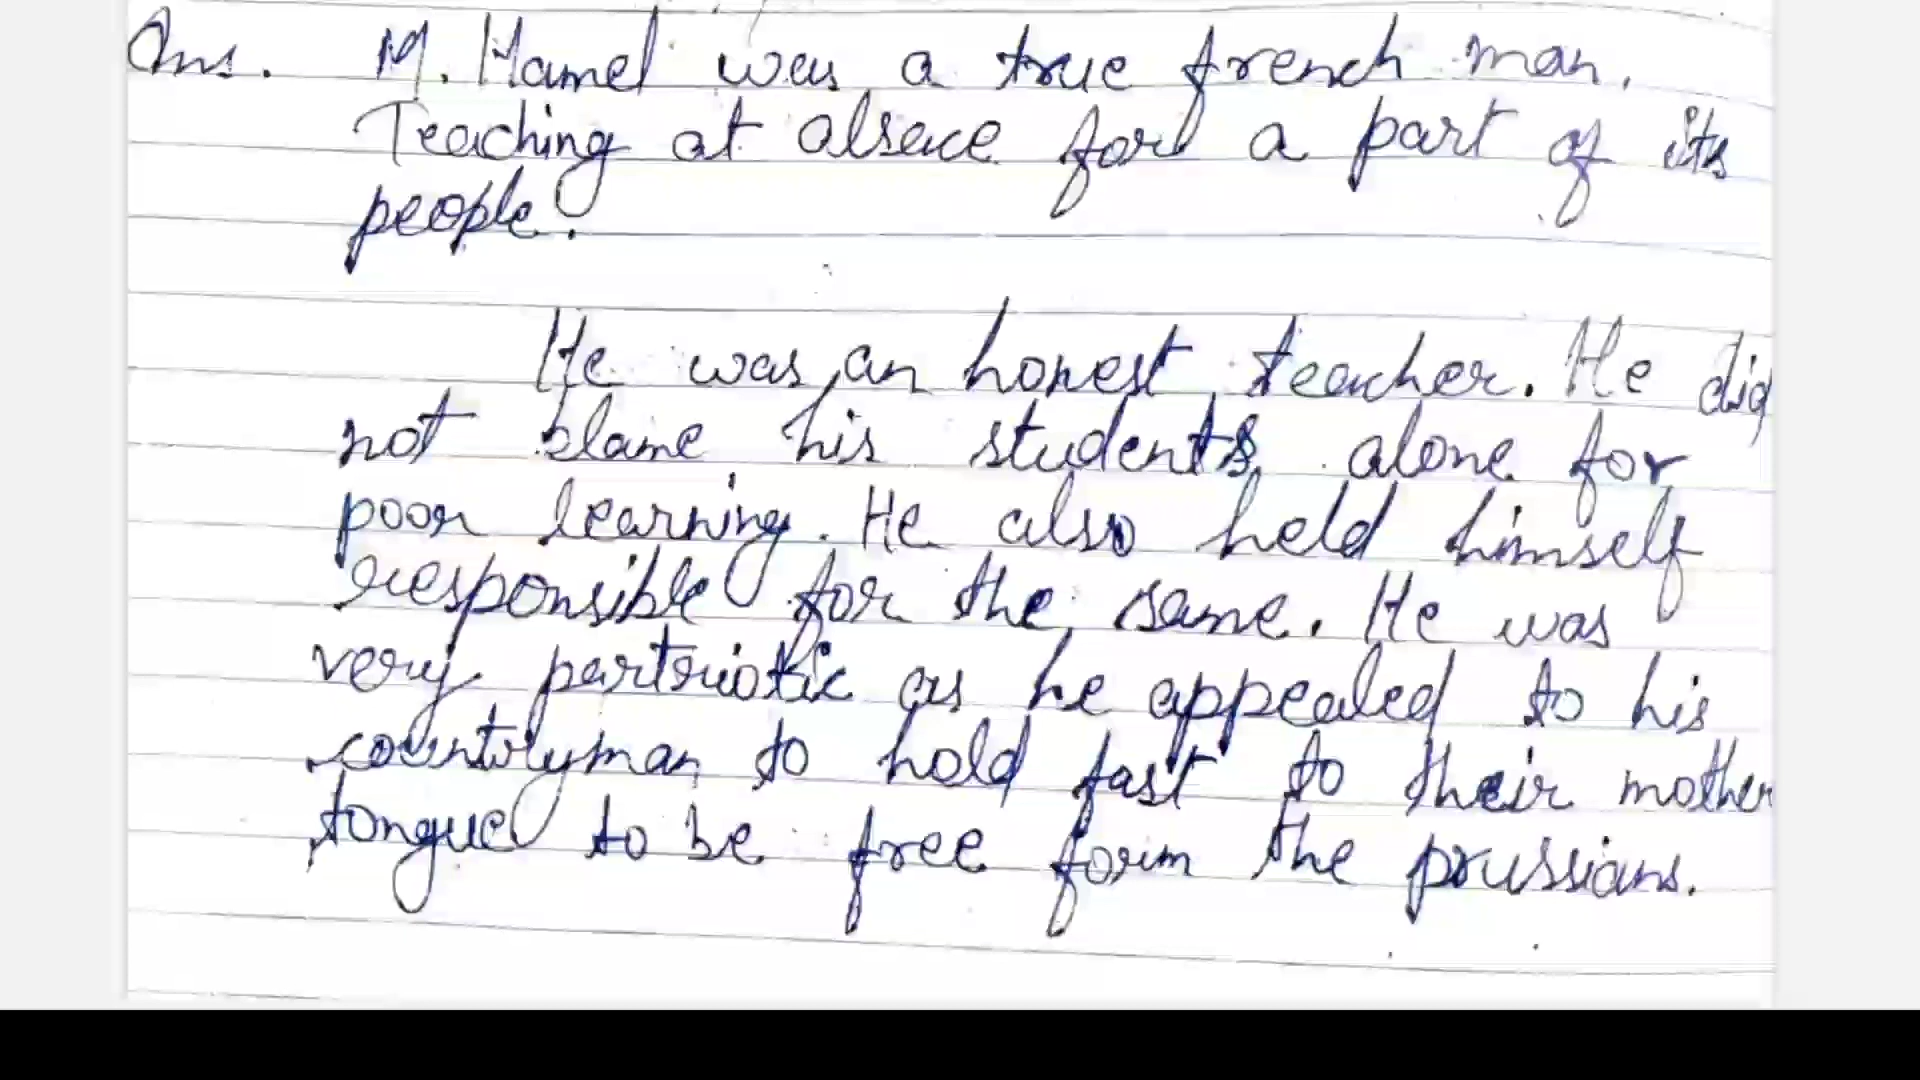 Ans. M. Hamel was a true french man.
Teaching at alsace for a part of its
people.
He was an honest teacher. He did
not blame his students alone for
poor learning. He also held himself
responsible for the same. He was
very partriotic as he appealed to his
countryman to hold fast to their mother
tongue to be free form the prussians.